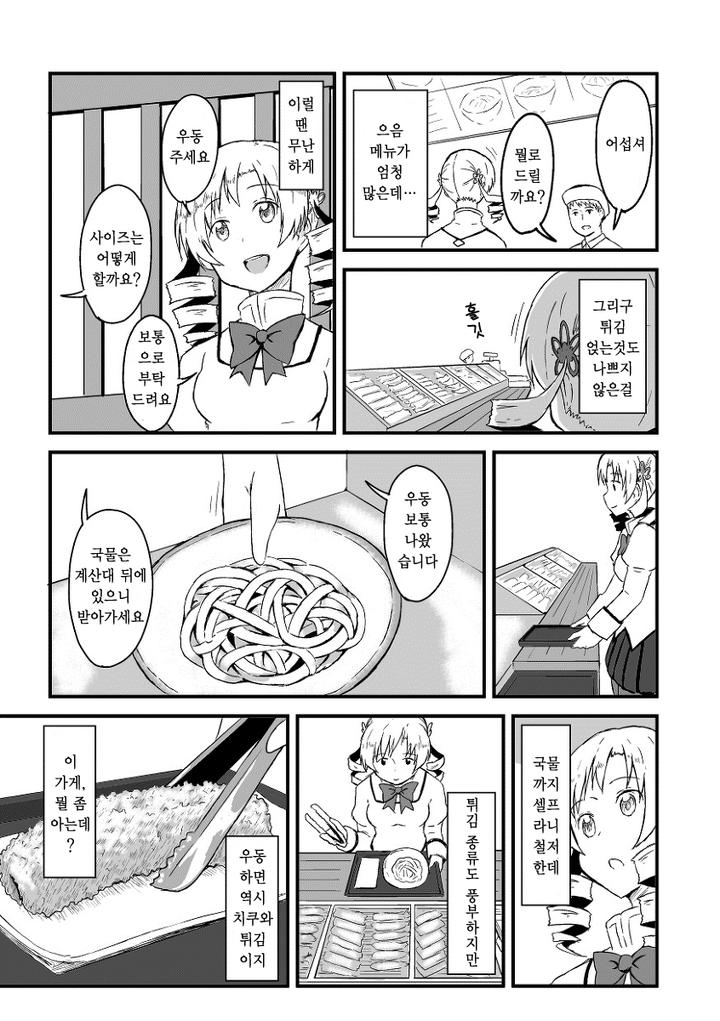 어섭셔
뭘로
드릴
까요?
으음
메뉴가
엄청
많은데…
이럴
땐
무난
하게
우동
주세요
사이즈는
어떻게
할까요?
보통
으로
부탁
드려요
그리구
튀김
얹는것도
나쁘지
않은걸
흘
깃
우동
보통
나왔
습니다
국물은
계산대 뒤에
있으니
받아가세요
국물
까지
셀프니
라저
철
한데
튀김 종류도 풍부하지만
이
가게,
뭘 좀
아는데
?
우동
하면
역시
치쿠와
튀김
이지